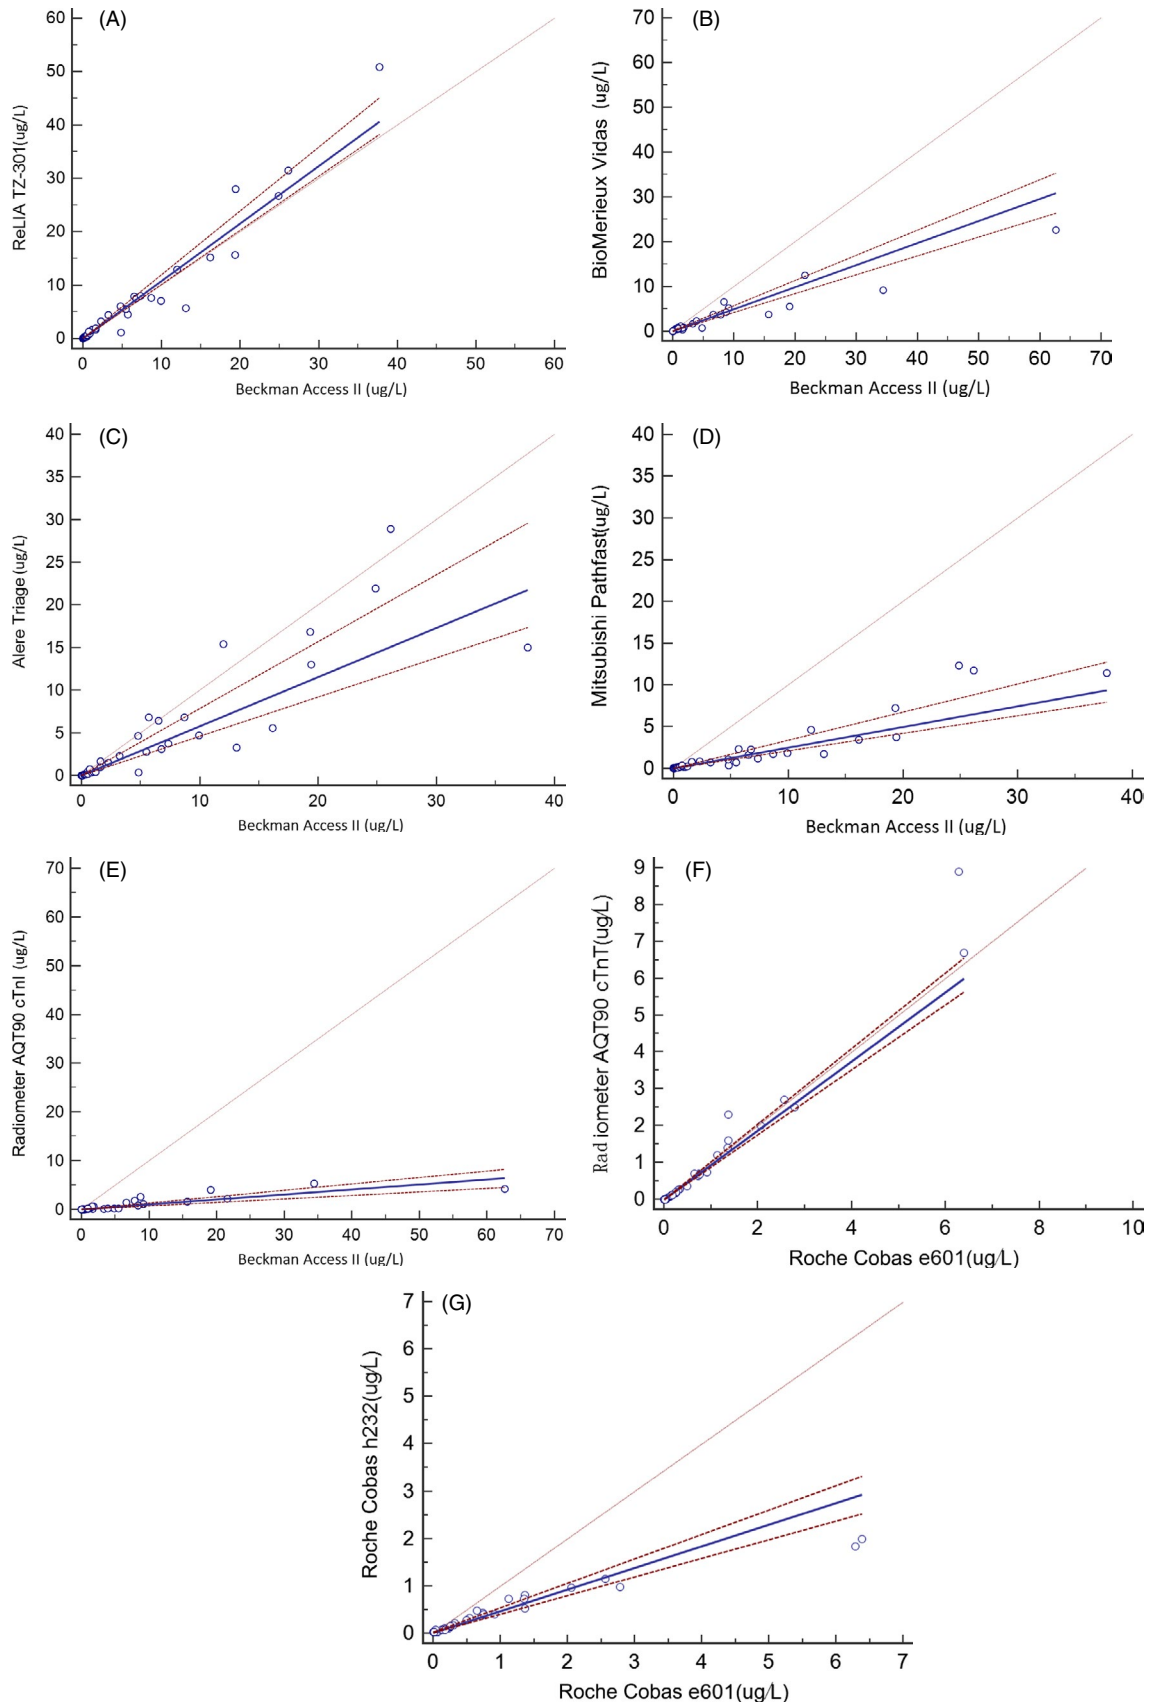 (A)
ReLIA TZ-301(ug/L)
60
50
40
30
20
10
0
0 10 20 30 40 50 60
Beckman Access II (ug/L)
(B)
BioMerieux Vidas (ug/L)
70
60
50
40
30
20
10
0
0 10 20 30 40 50 60 70
Beckman Access II (ug/L)
(C)
Alere Triage (ug/L)
40
35
30
25
20
15
10
5
0
0 10 20 30 40
Beckman Access II (ug/L)
(D)
Mitsubishi Pathfast(ug/L)
40
35
30
25
20
15
10
5
0
0 10 20 30 40
Beckman Access II (ug/L)
(E)
Radiometer AQT90 cTnI (ug/L)
70
60
50
40
30
20
10
0
0 10 20 30 40 50 60 70
Beckman Access II (ug/L)
(F)
Radiometer AQT90 cTnT(ug/L)
9
8
7
6
5
4
3
2
1
0
0 2 4 6 8 10
Roche Cobas e601(ug/L)
(G)
Roche Cobas h232(ug/L)
7
6
5
4
3
2
1
0
0 1 2 3 4 5 6 7
Roche Cobas e601(ug/L)